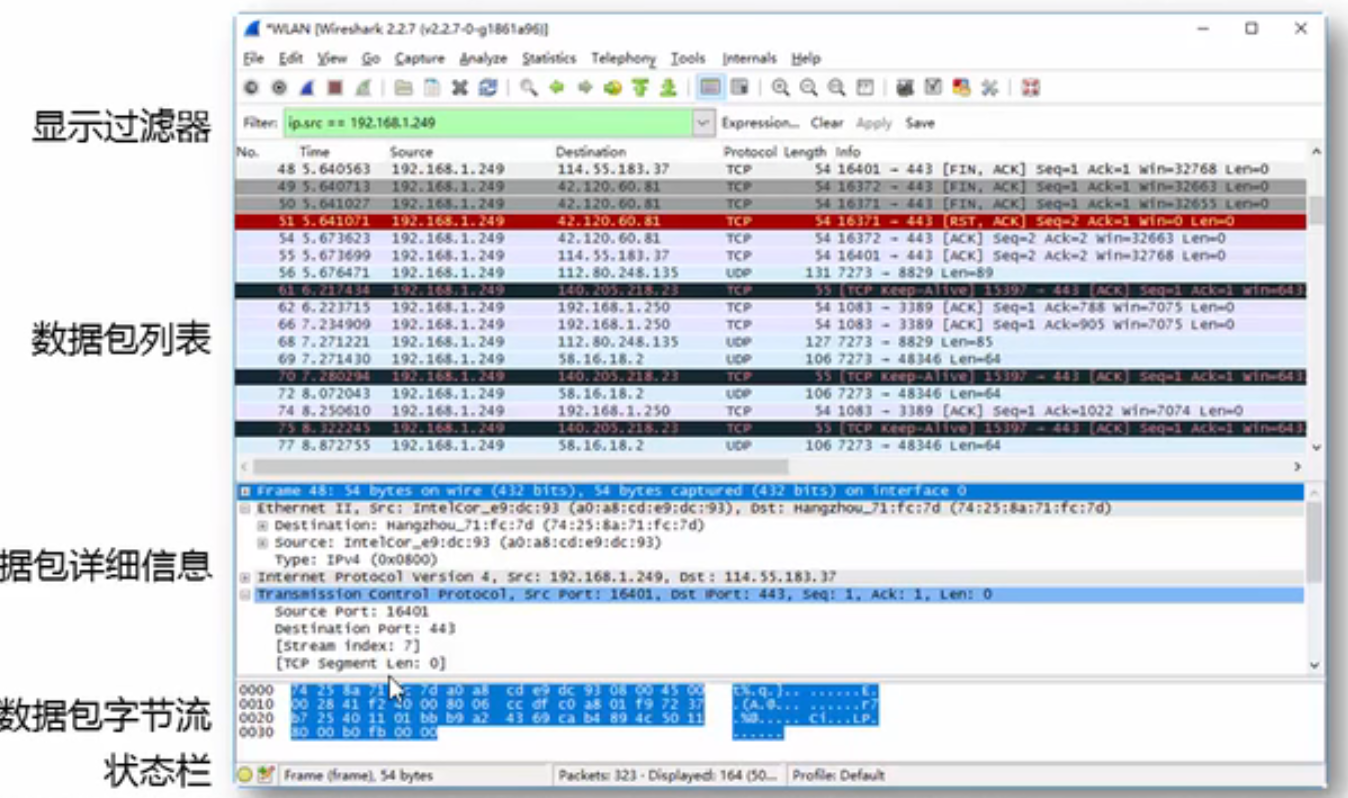 *WLAN [Wireshark 2.2.7 (v2.2.7-0-g1861a96)]
File Edit View Go Capture Analyze Statistics Telephony Tools Internals Help
显示过滤器
Filter: ip.src == 192.168.1.249 Expression... Clear Apply Save
No. Time Source Destination Protocol Length Info
48 5.640563 192.168.1.249 114.55.183.37 TCP 54 16401 → 443 [FIN, ACK] Seq=1 Ack=1 Win=32768 Len=0
49 5.640713 192.168.1.249 42.120.60.81 TCP 54 16372 → 443 [FIN, ACK] Seq=1 Ack=1 Win=32663 Len=0
50 5.641027 192.168.1.249 42.120.60.81 TCP 54 16371 → 443 [FIN, ACK] Seq=1 Ack=1 Win=32655 Len=0
51 5.641071 192.168.1.249 42.120.60.81 TCP 54 16371 → 443 [RST, ACK] Seq=2 Ack=1 Win=0 Len=0
54 5.673623 192.168.1.249 42.120.60.81 TCP 54 16372 → 443 [ACK] Seq=2 Ack=2 Win=32663 Len=0
55 5.673699 192.168.1.249 114.55.183.37 TCP 54 16401 → 443 [ACK] Seq=2 Ack=2 Win=32768 Len=0
56 5.676471 192.168.1.249 112.80.248.135 UDP 131 7273 → 8829 Len=89
61 6.217434 192.168.1.249 140.205.218.23 TCP 55 [TCP Keep-Alive] 15397 → 443 [ACK] Seq=1 Ack=1 Win=643
62 6.223715 192.168.1.249 192.168.1.250 TCP 54 1083 → 3389 [ACK] Seq=1 Ack=788 Win=7075 Len=0
66 7.234909 192.168.1.249 192.168.1.250 TCP 54 1083 → 3389 [ACK] Seq=1 Ack=905 Win=7075 Len=0
数据包列表
68 7.271221 192.168.1.249 112.80.248.135 UDP 127 7273 → 8829 Len=85
69 7.271430 192.168.1.249 58.16.18.2 UDP 106 7273 → 48346 Len=64
70 7.280294 192.168.1.249 140.205.218.23 TCP 55 [TCP Keep-Alive] 15397 → 443 [ACK] Seq=1 Ack=1 Win=643
72 8.072043 192.168.1.249 58.16.18.2 UDP 106 7273 → 48346 Len=64
74 8.250610 192.168.1.249 192.168.1.250 TCP 54 1083 → 3389 [ACK] Seq=1 Ack=1022 Win=7074 Len=0
75 8.322245 192.168.1.249 140.205.218.23 TCP 55 [TCP Keep-Alive] 15397 → 443 [ACK] Seq=1 Ack=1 Win=643
77 8.872755 192.168.1.249 58.16.18.2 UDP 106 7273 → 48346 Len=64
Frame 48: 54 bytes on wire (432 bits), 54 bytes captured (432 bits) on interface 0
Ethernet II, Src: IntelCor_e9:dc:93 (a0:a8:cd:e9:dc:93), Dst: Hangzhou_71:fc:7d (74:25:8a:71:fc:7d)
Destination: Hangzhou_71:fc:7d (74:25:8a:71:fc:7d)
Source: IntelCor_e9:dc:93 (a0:a8:cd:e9:dc:93)
Type: IPv4 (0x0800)
据包详细信息
Internet Protocol Version 4, Src: 192.168.1.249, Dst: 114.55.183.37
Transmission Control Protocol, Src Port: 16401, Dst Port: 443, Seq: 1, Ack: 1, Len: 0
Source Port: 16401
Destination Port: 443
[Stream index: 7]
[TCP Segment Len: 0]
0000 74 25 8a 71 7d a0 a8 cd e9 dc 93 08 00 45 00 t%.q.}.. ......E.
0010 00 28 41 f2 40 00 80 06 cc df c0 a8 01 f9 72 37 .(A.@... ......r7
数据包字节流
0020 b7 25 40 11 01 bb b9 a2 43 69 ca b4 89 4c 50 11 .%@..... Ci...LP.
0030 80 00 b0 fb 00 00 ......
状态栏
Frame (frame), 54 bytes Packets: 323 · Displayed: 164 (50... Profile: Default